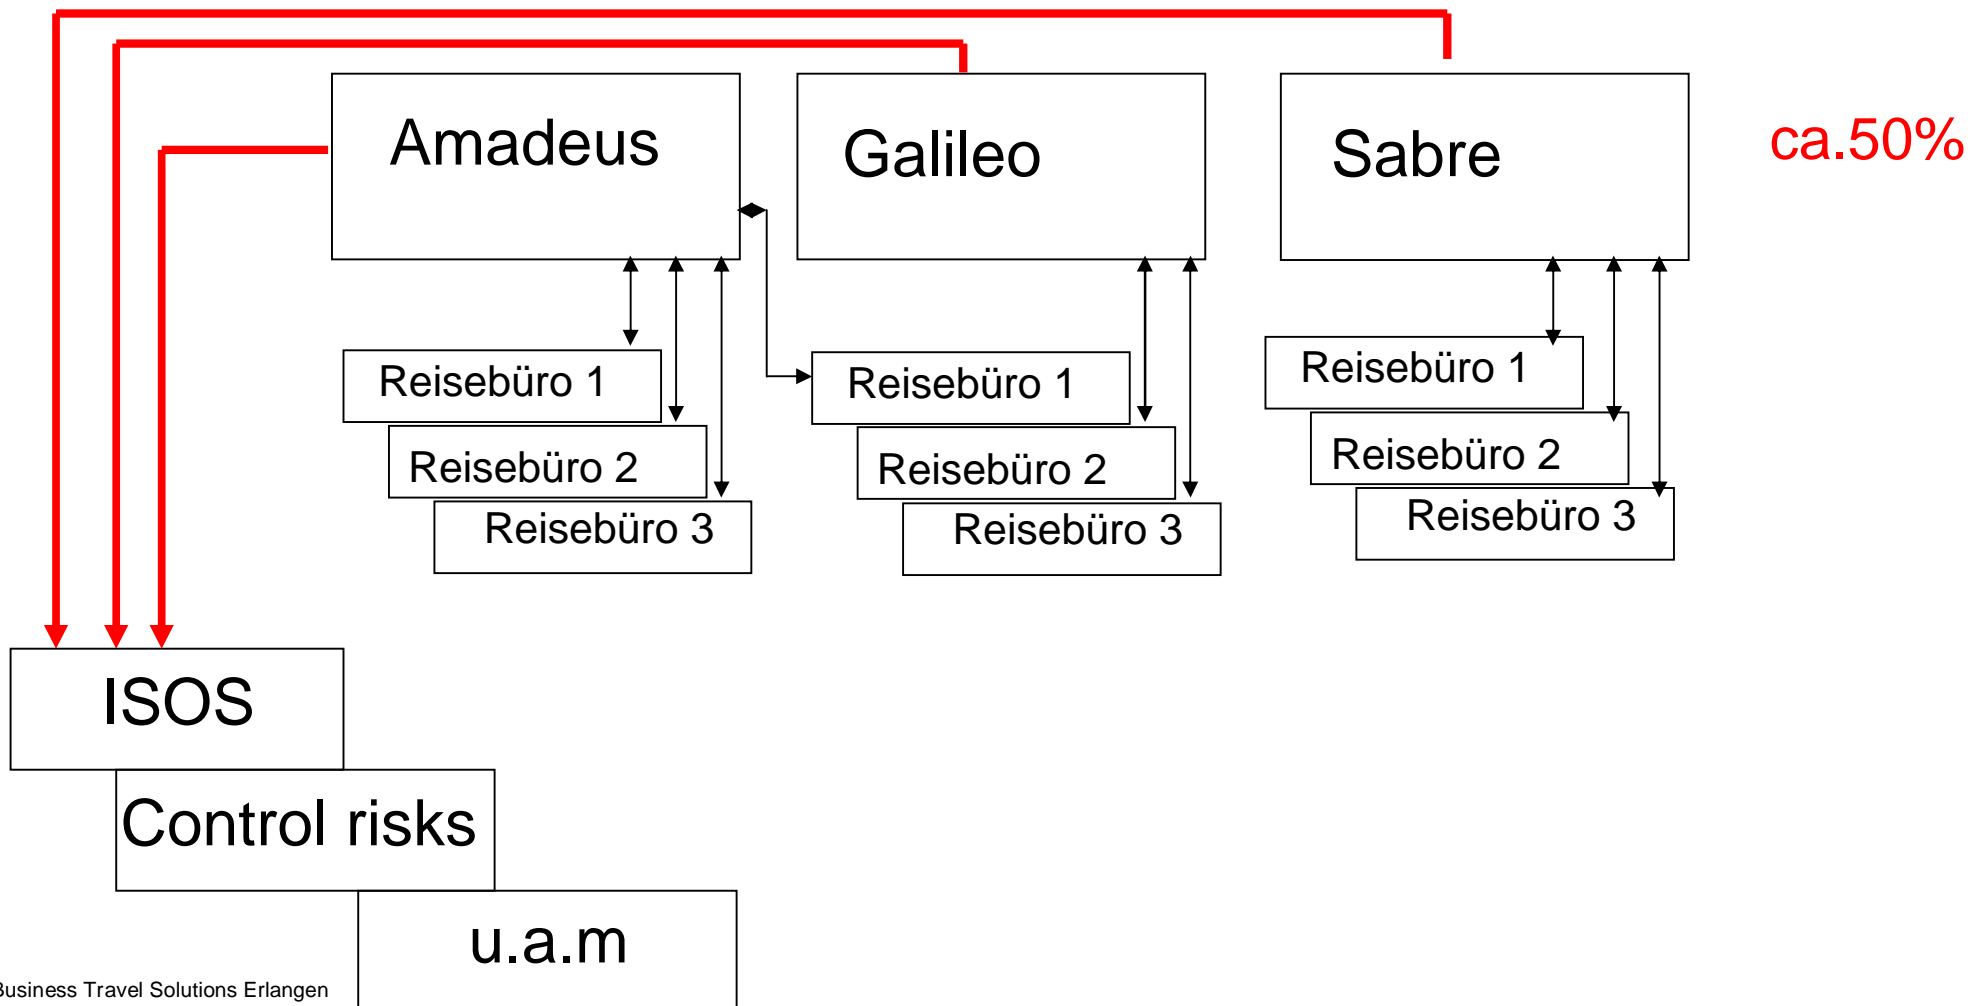 Amadeus
Galileo
Sabre
ca.50%
Reisebüro 1
Reisebüro 2
Reisebüro 3
Reisebüro 1
Reisebüro 2
Reisebüro 3
Reisebüro 1
Reisebüro 2
Reisebüro 3
ISOS
Control risks
u.a.m
Business Travel Solutions Erlangen